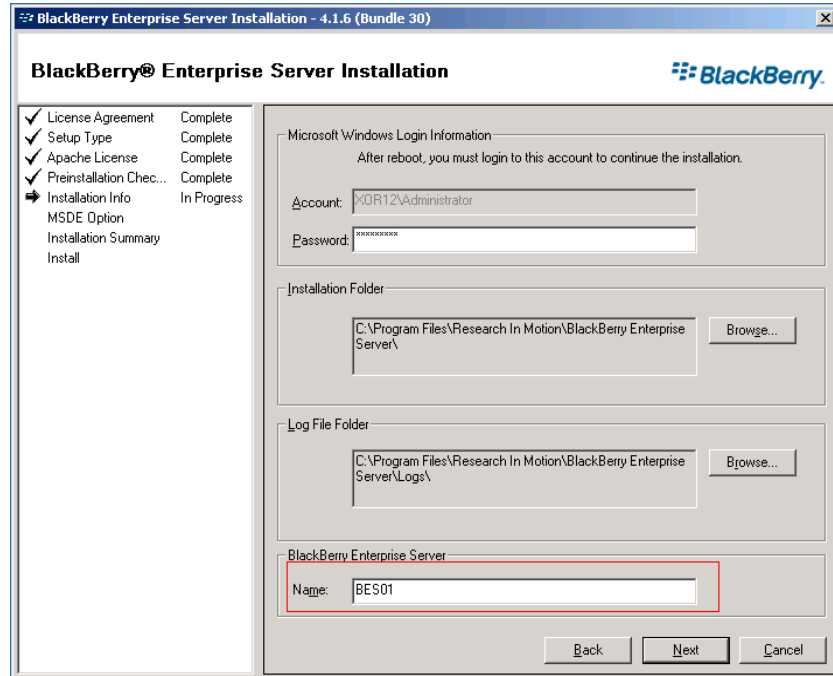 BlackBerry Enterprise Server Installation - 4.1.6 (Bundle 30)
BlackBerry® Enterprise Server Installation
BlackBerry.
License Agreement Complete
Setup Type Complete
Apache License Complete
Preinstallation Chec... Complete
Installation Info In Progress
MSDE Option
Installation Summary
Install
Microsoft Windows Login Information
After reboot, you must login to this account to continue the installation.
Account: XOR12\Administrator
Password: *********
Installation Folder
C:\Program Files\Research In Motion\BlackBerry Enterprise
Server\
Browse...
Log File Folder
C:\Program Files\Research In Motion\BlackBerry Enterprise
Server\Logs\
Browse...
BlackBerry Enterprise Server
Name: BES01
Back Next Cancel